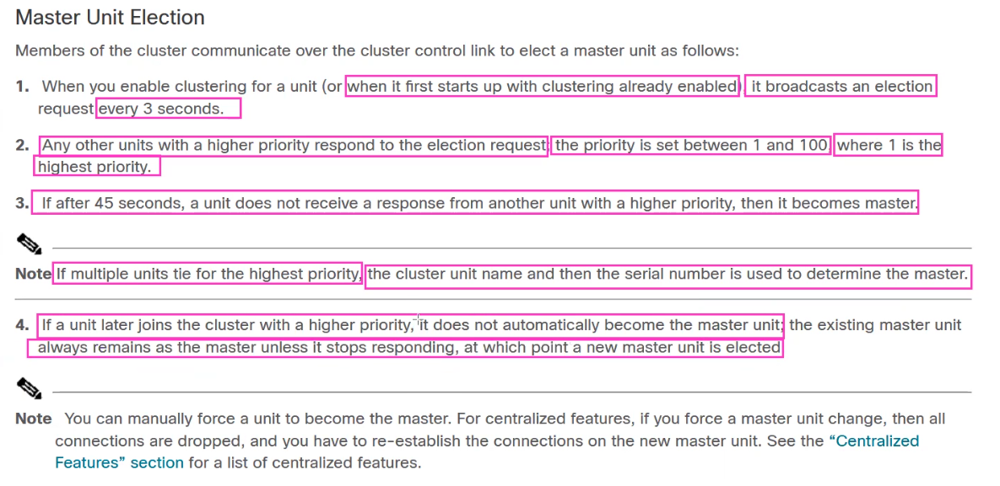 Master Unit Election
Members of the cluster communicate over the cluster control link to elect a master unit as follows:
1. When you enable clustering for a unit (or when it first starts up with clustering already enabled), it broadcasts an election
request every 3 seconds.
2. Any other units with a higher priority respond to the election request; the priority is set between 1 and 100, where 1 is the
highest priority.
3. If after 45 seconds, a unit does not receive a response from another unit with a higher priority, then it becomes master.
Note If multiple units tie for the highest priority, the cluster unit name and then the serial number is used to determine the master.
4. If a unit later joins the cluster with a higher priority, it does not automatically become the master unit; the existing master unit
always remains as the master unless it stops responding, at which point a new master unit is elected
Note You can manually force a unit to become the master. For centralized features, if you force a master unit change, then all
connections are dropped, and you have to re-establish the connections on the new master unit. See the “Centralized
Features” section for a list of centralized features.